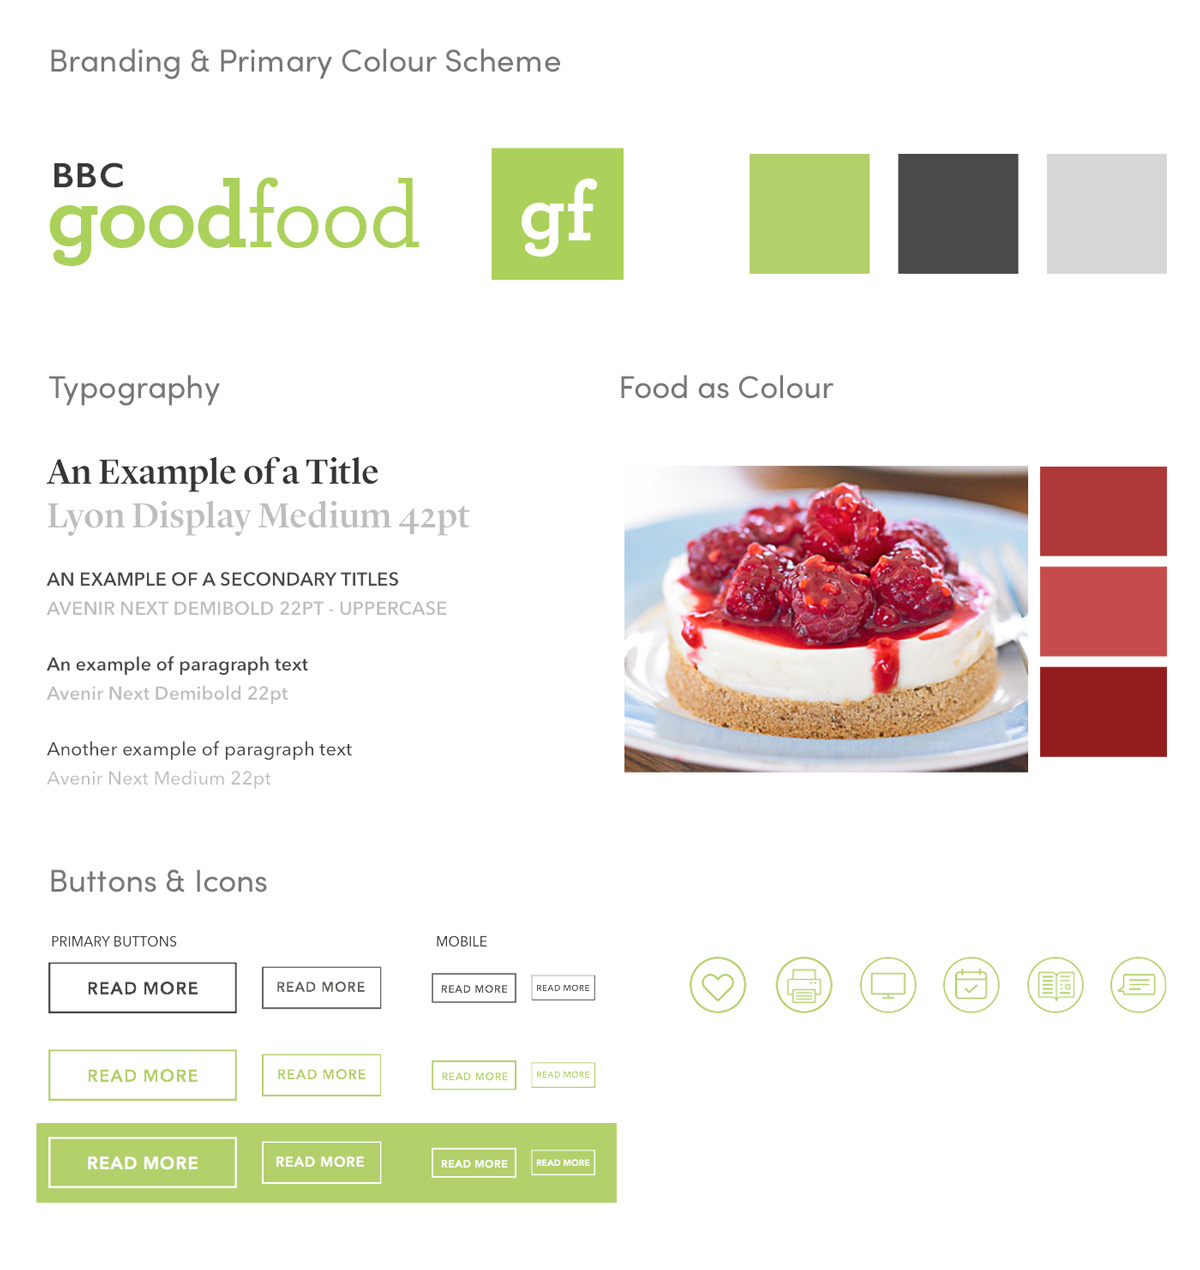 Branding & Primary Colour Scheme
BBC
goodfood
gf
Typography
Food as Colour
An Example of a Title
Lyon Display Medium 42pt
AN EXAMPLE OF A SECONDARY TITLES
AVENIR NEXT DEMIBOLD 22PT - UPPERCASE
An example of paragraph text
Avenir Next Demibold 22pt
Another example of paragraph text
Avenir Next Medium 22pt
Buttons & Icons
PRIMARY BUTTONS
MOBILE
READ MORE
READ MORE
READ MORE
READ MORE
READ MORE
READ MORE
READ MORE
READ MORE
READ MORE
READ MORE
READ MORE
READ MORE